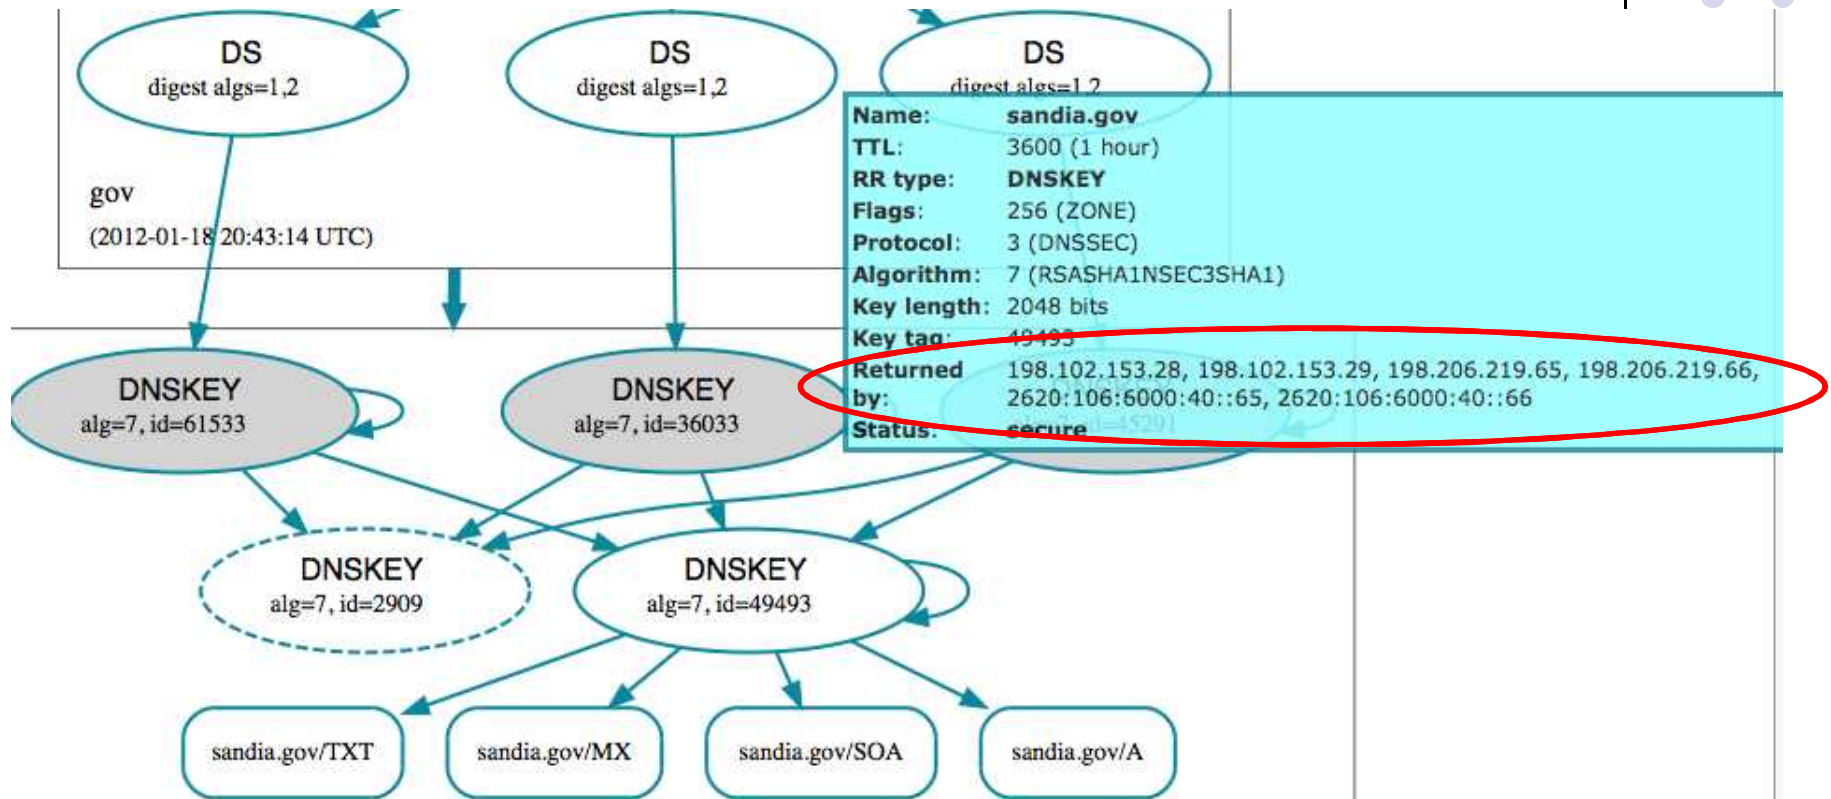 DS
digest algs=1,2
DS
digest algs=1,2
DS
digest algs=1,2
gov
(2012-01-18 20:43:14 UTC)
Name: sandia.gov
TTL: 3600 (1 hour)
RR type: DNSKEY
Flags: 256 (ZONE)
Protocol: 3 (DNSSEC)
Algorithm: 7 (RSASHA1NSEC3SHA1)
Key length: 2048 bits
Key tag: 49493
Returned by: 198.102.153.28, 198.102.153.29, 198.206.219.65, 198.206.219.66,
2620:106:6000:40::65, 2620:106:6000:40::66
Status: secure
DNSKEY
alg=7, id=61533
DNSKEY
alg=7, id=36033
id=45291
DNSKEY
alg=7, id=2909
DNSKEY
alg=7, id=49493
sandia.gov/TXT
sandia.gov/MX
sandia.gov/SOA
sandia.gov/A